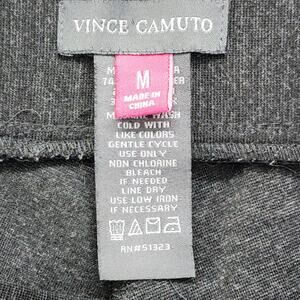 VINCE CAMUTO
M
MADE IN
CHINA
COLD WITH
LIKE COLORS
GENTLE CYCLE
USE ONLY
NON CHLORINE
BLEACH
IF NEEDED
LINE DRY
USE LOW IRON
IF NECESSARY
RN#51323